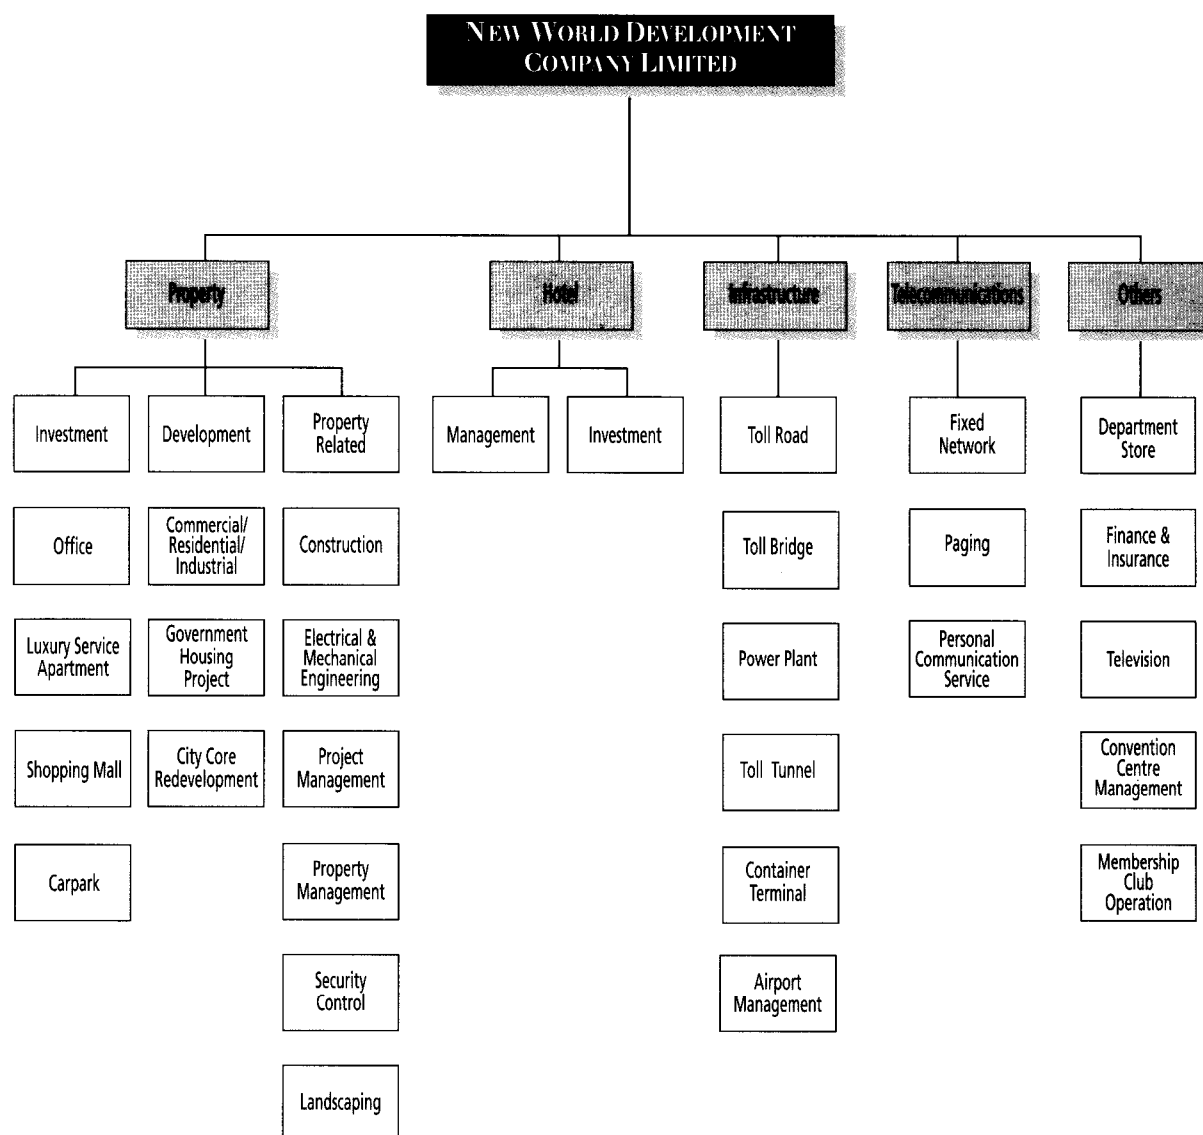 NEW WORLD DEVELOPMENT
COMPANY LIMITED
Property
Hotel
Infrastructure
Telecommunications
Others
Investment
Development
Property
Related
Management
Investment
Toll Road
Fixed
Network
Department
Store
Office
Commercial/
Residential/
Industrial
Construction
Toll Bridge
Paging
Finance &
Insurance
Luxury Service
Apartment
Government
Housing
Project
Electrical &
Mechanical
Engineering
Power Plant
Personal
Communication
Service
Television
Shopping Mall
City Core
Redevelopment
Project
Management
Toll Tunnel
Convention
Centre
Management
Carpark
Property
Management
Container
Terminal
Membership
Club
Operation
Security
Control
Airport
Management
Landscaping